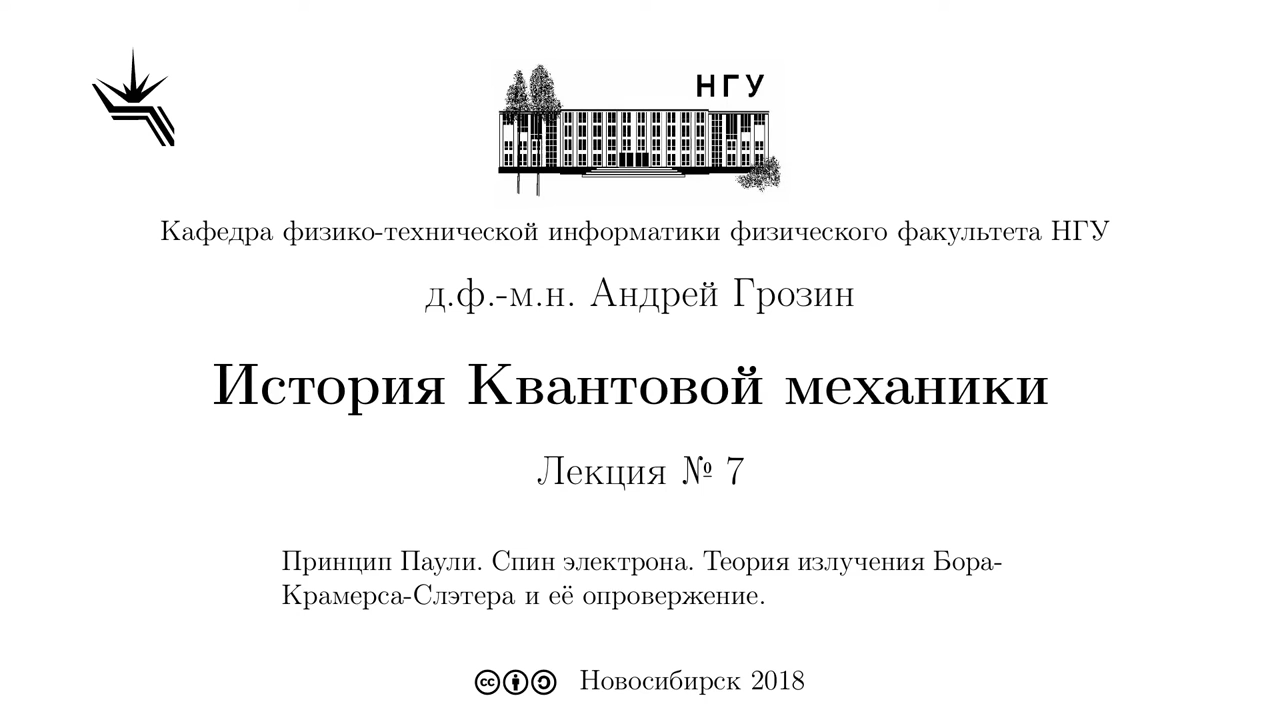 НГУ
Кафедра физико-технической информатики физического факультета НГУ
д.ф.-м.н. Андрей Грозин
История Квантовой механики
Лекция № 7
Принцип Паули. Спин электрона. Теория излучения Бора-
Крамерса-Слэтера и её опровержение.
cc Новосибирск 2018